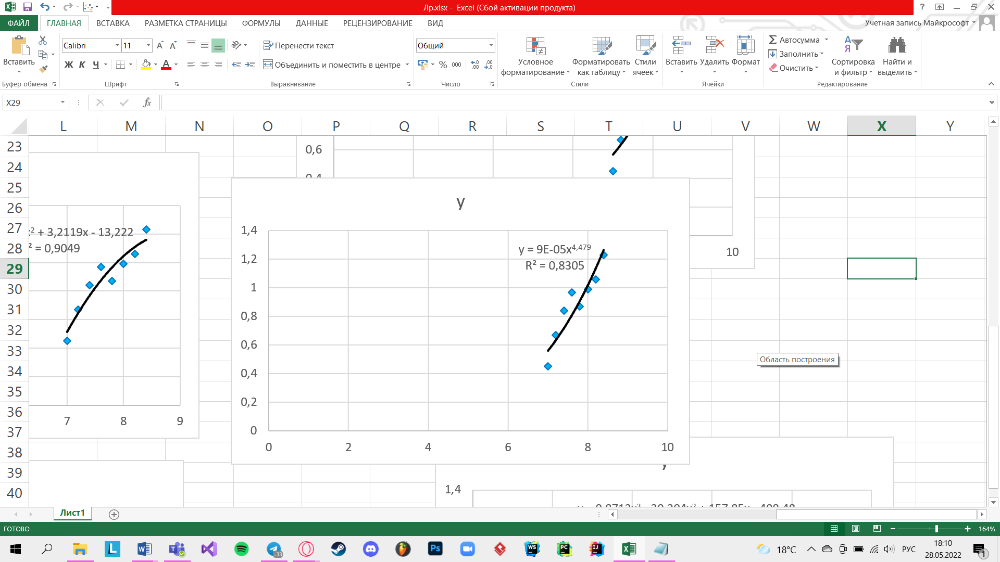 Лр.xlsx - Excel (Сбой активации продукта)
ФАЙЛ ГЛАВНАЯ ВСТАВКА РАЗМЕТКА СТРАНИЦЫ ФОРМУЛЫ ДАННЫЕ РЕЦЕНЗИРОВАНИЕ ВИД Учетная запись Майкрософт
Вставить
Буфер обмена
Calibri 11
Ж К Ч
Шрифт
Перенести текст
Объединить и поместить в центре
Выравнивание
Общий
% 000
Число
Условное форматирование
Форматировать как таблицу
Стили ячеек
Стили
Вставить Удалить Формат
Ячейки
Автосумма
Заполнить
Очистить
Сортировка и фильтр
Найти и выделить
Редактирование
X29
fx
L M N O P Q R S T U V W X Y
23
24
25
26
27
28
29
30
31
32
33
34
35
36
37
38
39
40
x² + 3,2119x - 13,222
² = 0,9049
7 8 9
0,6
0,4
10
y
1,4
1,2
1
0,8
0,6
0,4
0,2
0
0 2 4 6 8 10
y = 9E-05x^4,479
R² = 0,8305
Область построения
y
1,4
Лист1
ГОТОВО
164%
18°C
РУС
18:10
28.05.2022